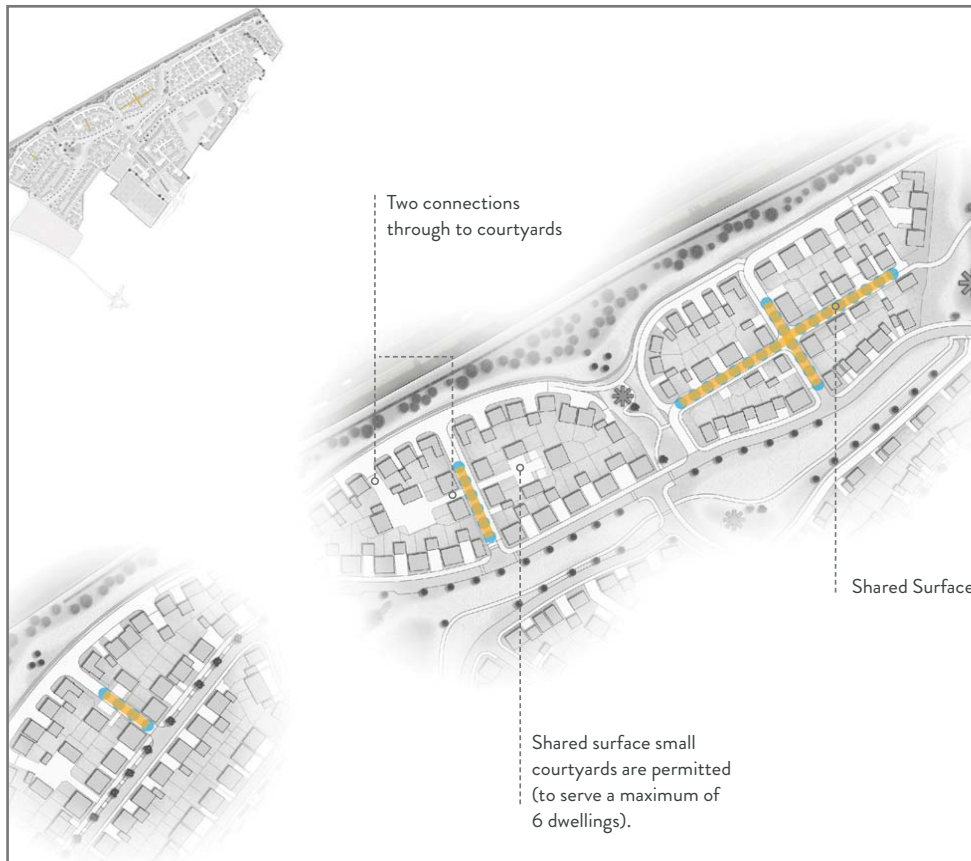 Two connections
through to courtyards
Shared Surface
Shared surface small
courtyards are permitted
(to serve a maximum of
6 dwellings).